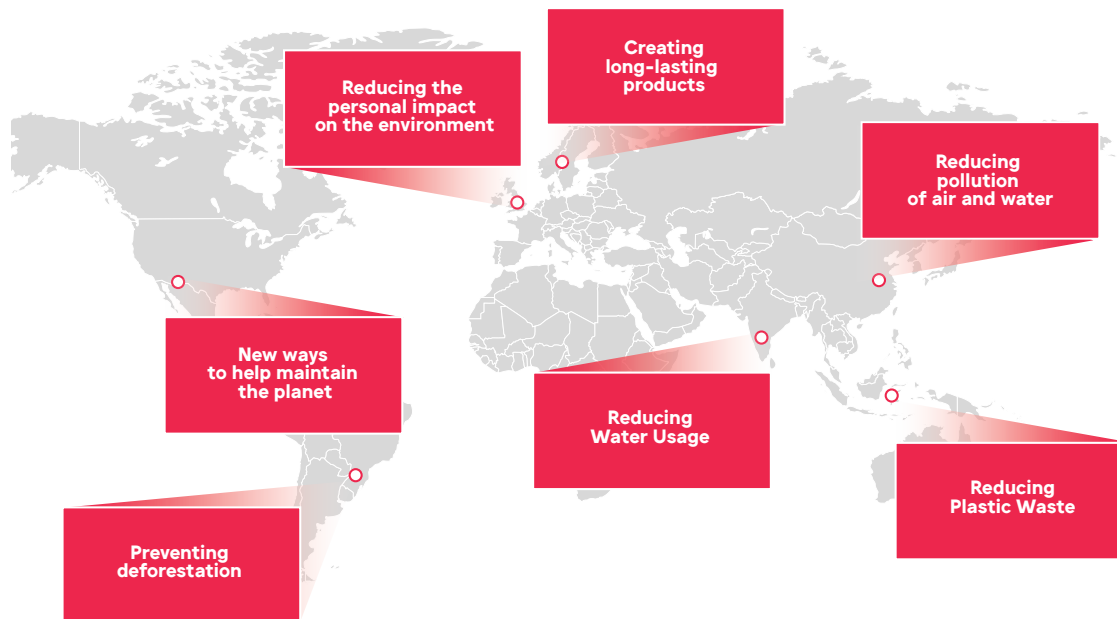 Creating
long-lasting
products
Reducing the
personal impact
on the environment
Reducing
pollution
of air and water
New ways
to help maintain
the planet
Reducing
Water Usage
Reducing
Plastic Waste
Preventing
deforestation